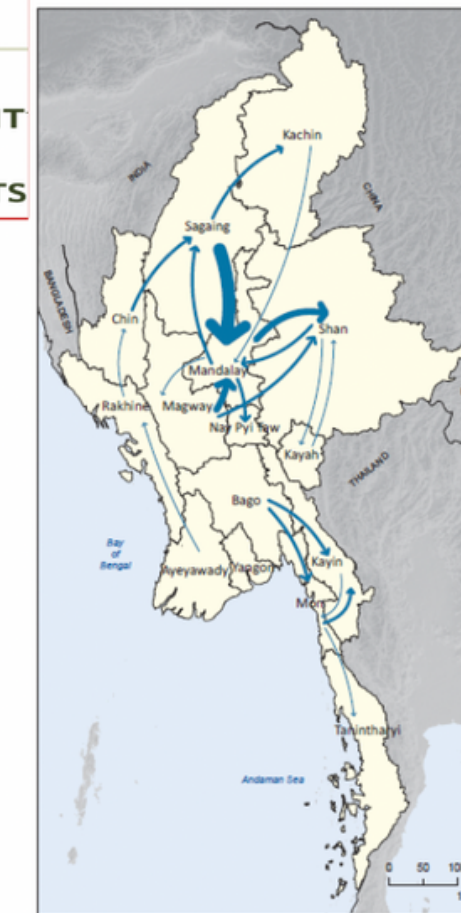 T
TS
Kachin
INDIA
CHINA
Sagaing
BANGLADESH
Chin
Shan
Mandalay
Rakhine
Magway
Nay Pyi Taw
Kayah
THAILAND
Bago
Bay
of
Bengal
Ayeyawady
Yangon
Kayin
Mon
Tanintharyi
Andaman Sea
0 50 10
1